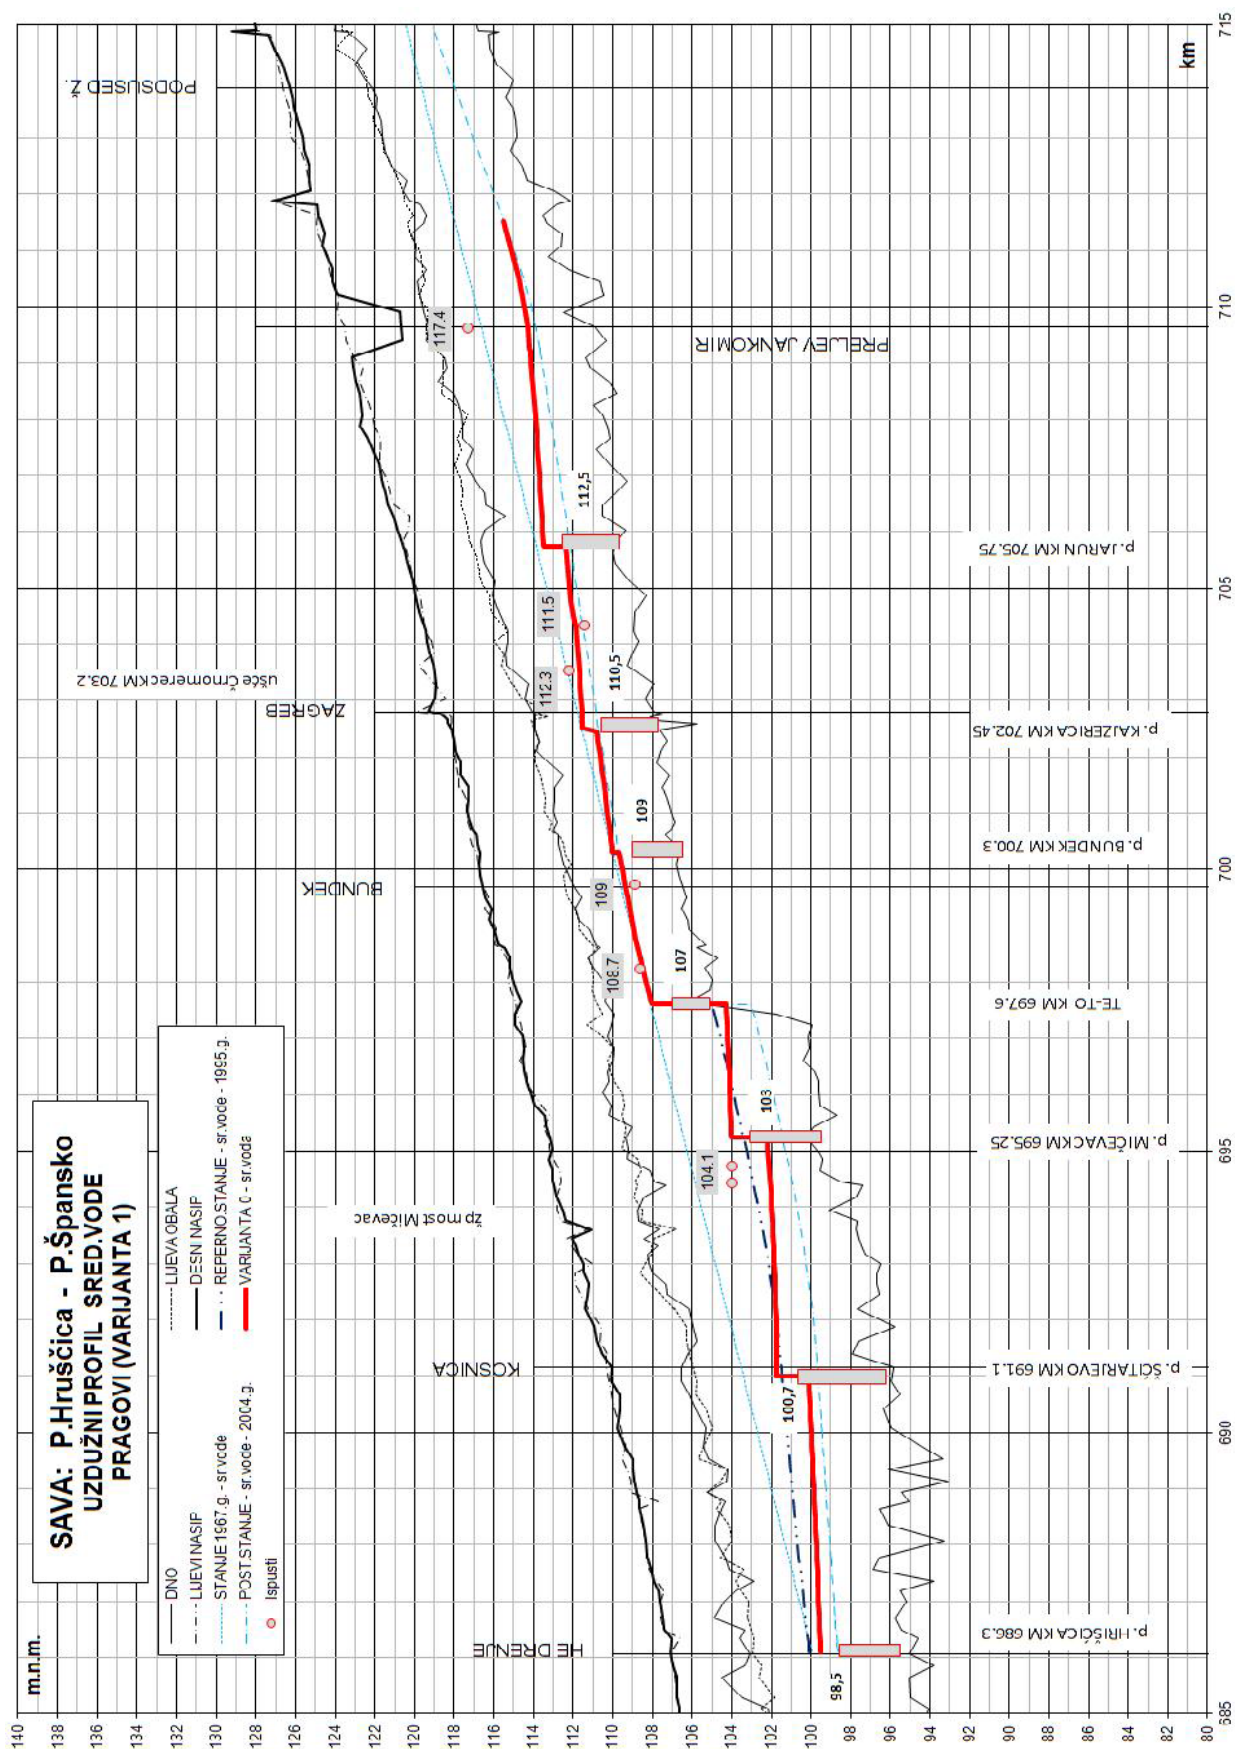 SAVA: P.Hruščica - P.Špansko
UZDUŽNI PROFIL SRED.VODE
PRAGOVI (VARIJANTA 1)
m.n.m.
DNO
LIJEVA OBALA
LIJEVI NASIP
DESNI NASIP
STANJE 1967.g. - sr.vode
REPERNO.STANJE - sr.vode - 1995.g.
POST.STANJE - sr.vode - 2004.g.
VARIJANTA 0 - sr.voda
Ispusti
140
138
136
134
132
130
128
126
124
122
120
118
116
114
112
110
108
106
104
102
100
98
96
94
92
90
88
86
84
82
80
685
690
695
700
705
710
715
km
HE DRENJE
KOSNICA
žp most Mičevac
BUNDEK
ZAGREB
ušće Črnomerec KM 703.2
PRELJEV JANKOMIR
PODSUSED Ž.
98,5
100,7
104.1
103
107
108.7
109
109
110,5
112.3
111.5
112,5
117.4
p. HRIŠĆICA KM 686.3
p. ŠĆITARJEVO KM 691.1
p. MIČEVAC KM 695.25
TE-TO KM 697.6
p. BUNDEK KM 700.3
p. KAJZERICA KM 702.45
p. JARUN KM 705.75